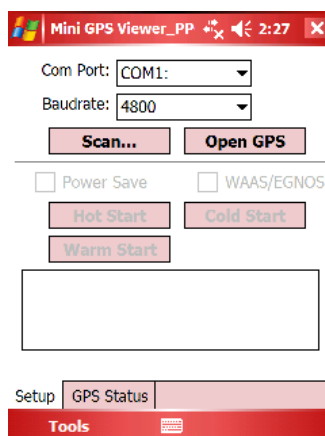 Mini GPS Viewer_PP 2:27
Com Port: COM1:
Baudrate: 4800
Scan... Open GPS
Power Save WAAS/EGNOS
Hot Start Cold Start
Warm Start
Setup GPS Status
Tools